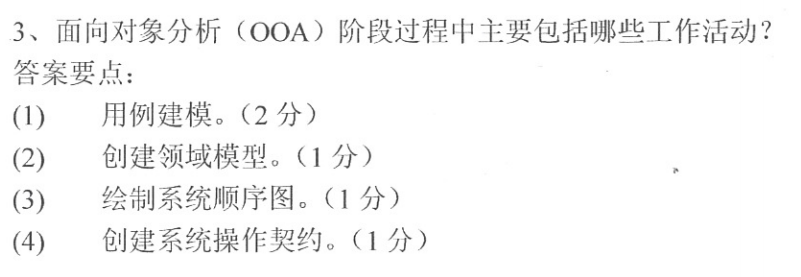 3、面向对象分析（OOA）阶段过程中主要包括哪些工作活动？
答案要点：
(1) 用例建模。（2 分）
(2) 创建领域模型。（1 分）
(3) 绘制系统顺序图。（1 分）
(4) 创建系统操作契约。（1 分）